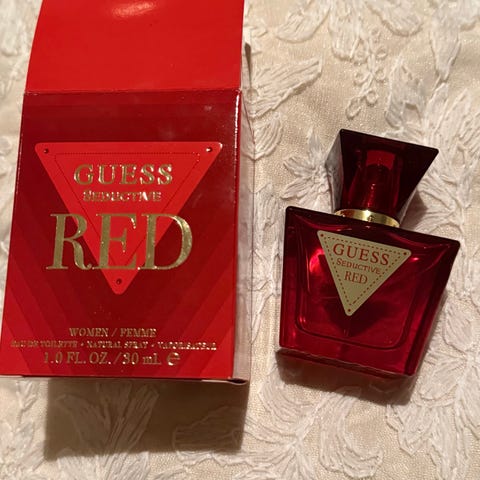 GUESS
SEDUCTIVE
RED
WOMEN / FEMME
EAU DE TOILETTE • NATURAL SPRAY • VAPORISATEUR
1.0 FL.OZ./30 mL ℮
GUESS
SEDUCTIVE
RED